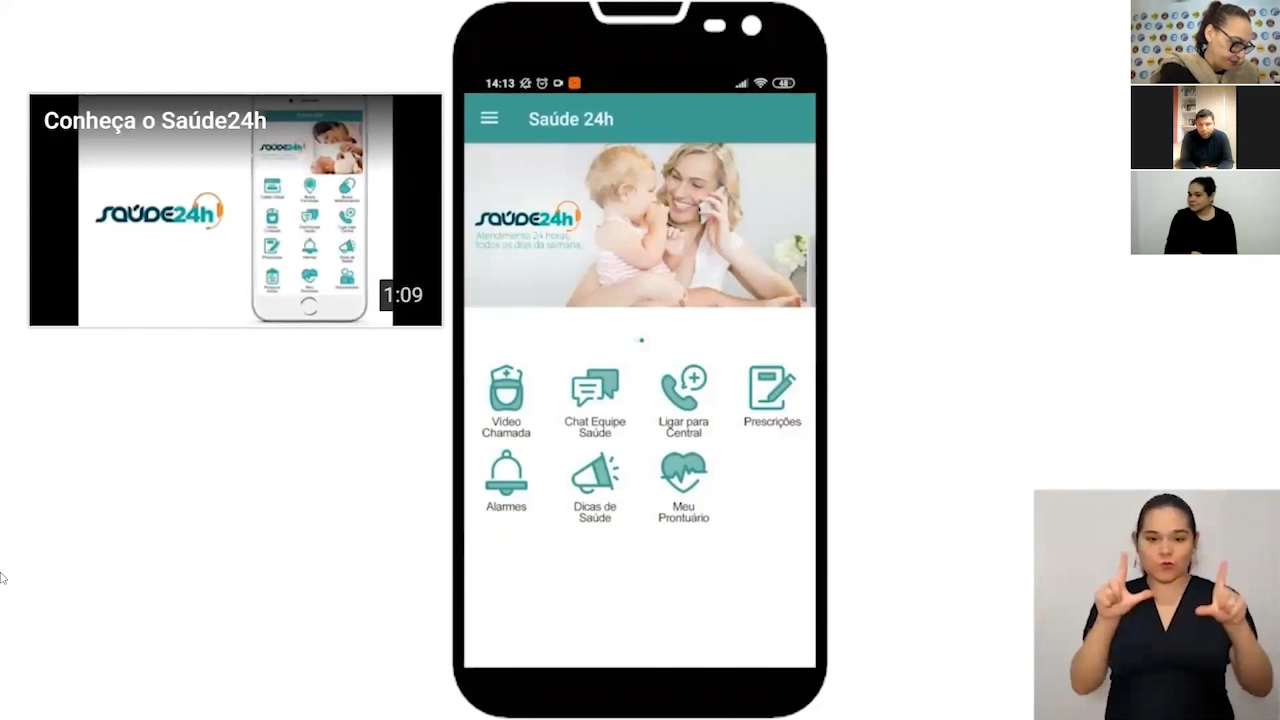 Conheça o Saúde24h
SAÚDE24h
1:09
14:13
48
Saúde 24h
SAÚDE24h
Atendimento 24 horas,
todos os dias da semana.
Vídeo
Chamada
Chat Equipe
Saúde
Ligar para
Central
Prescrições
Alarmes
Dicas de
Saúde
Meu
Prontuário